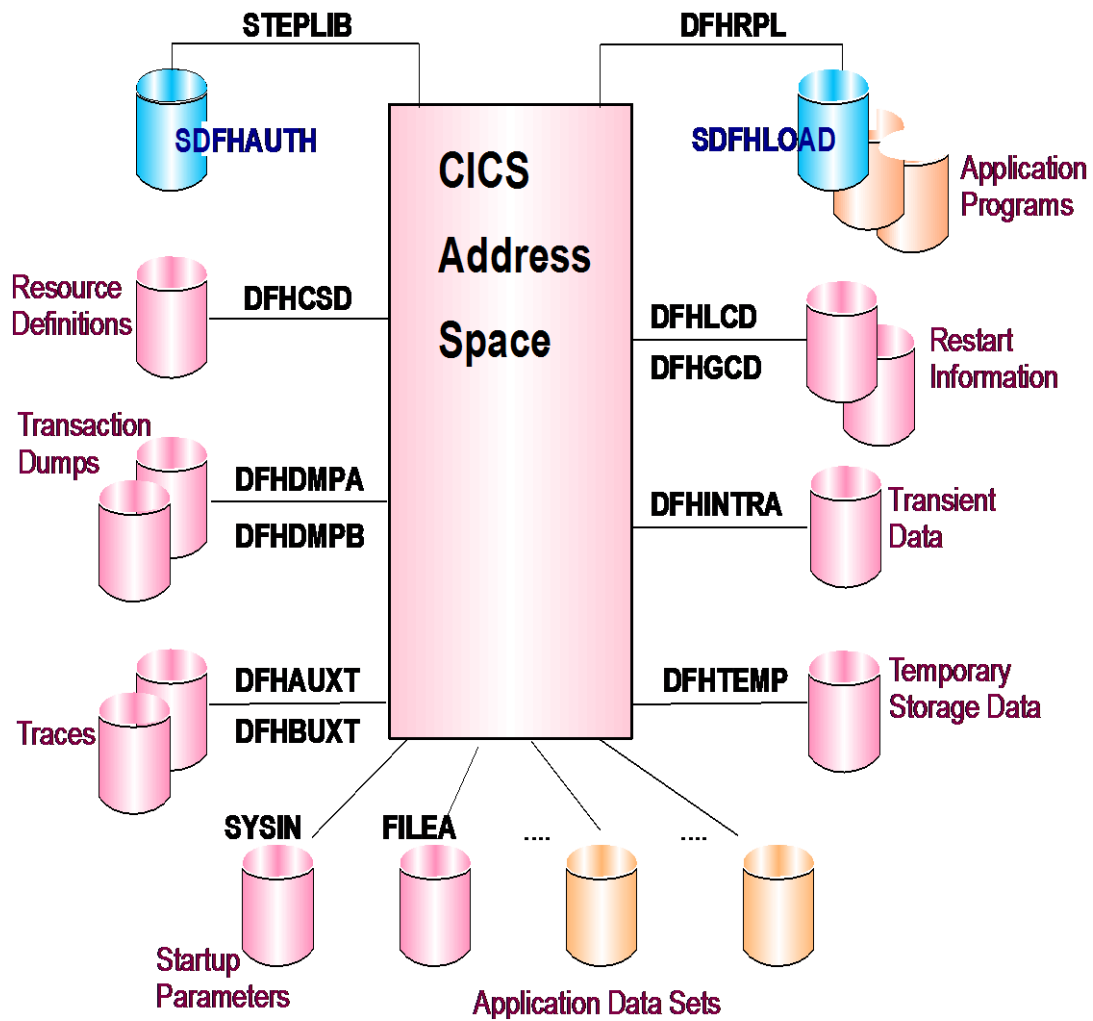 STEPLIB
DFHRPL
SDFHAUTH
SDFHLOAD
CICS
Address
Space
Application
Programs
Resource
Definitions
DFHCSD
DFHLCD
DFHGCD
Restart
Information
Transaction
Dumps
DFHDMPA
DFHDMPB
DFHINTRA
Transient
Data
Traces
DFHAUXT
DFHBUXT
DFHTEMP
Temporary
Storage Data
SYSIN
FILEA
....
....
Startup
Parameters
Application Data Sets